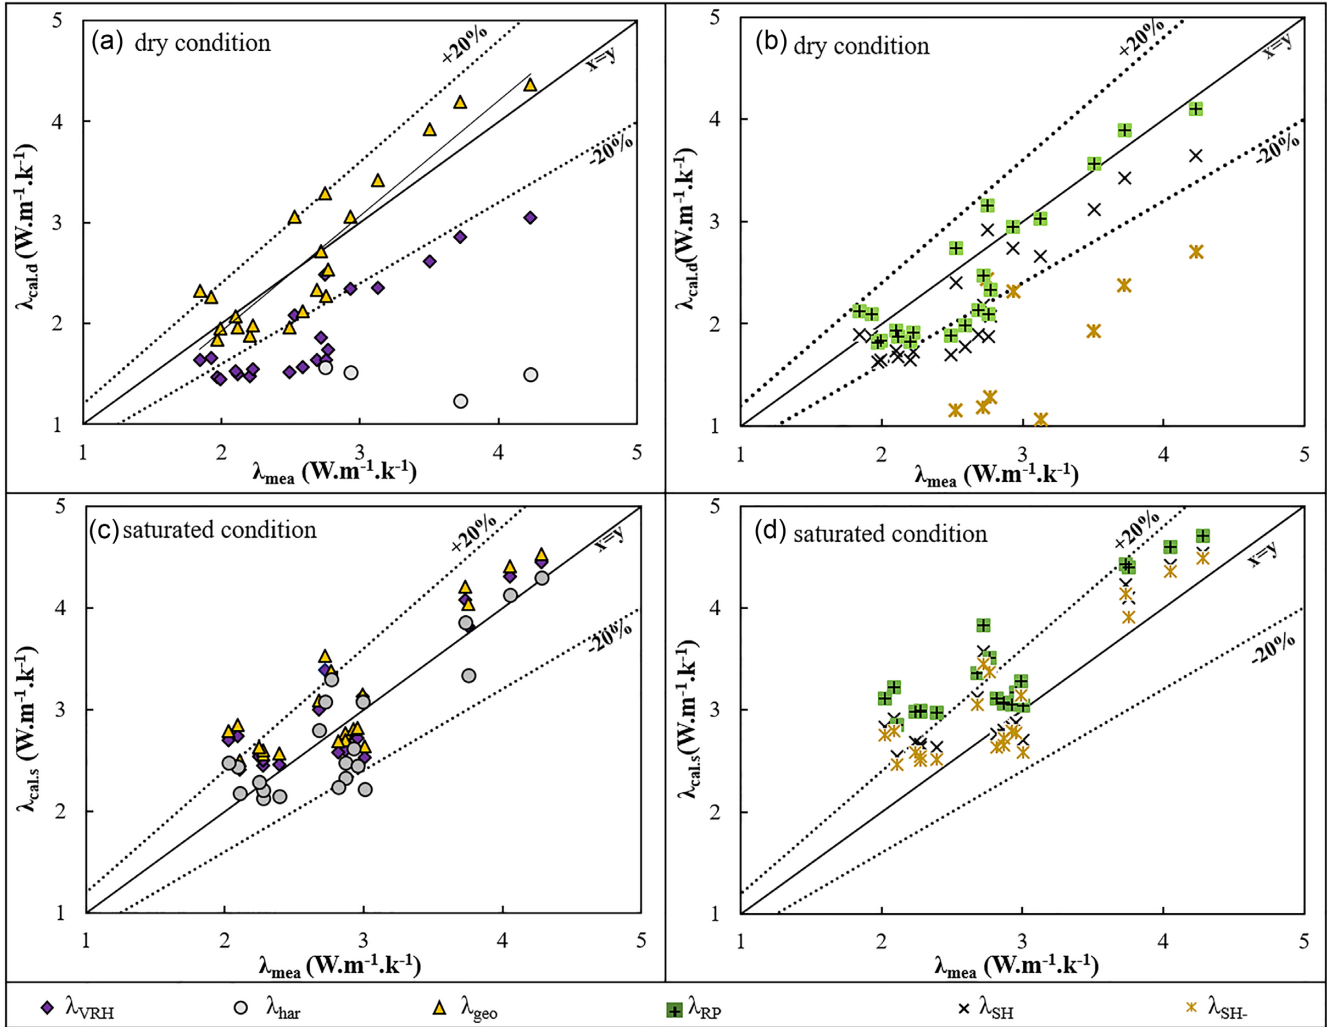 (a) dry condition
+20%
x=y
-20%
5
4
3
2
1
λcal.d (W.m-1.k-1)
1 2 3 4 5
λmea (W.m-1.k-1)
(b) dry condition
+20%
x=y
-20%
5
4
3
2
1
λcal.d(W.m-1.k-1)
1 2 3 4 5
λmea (W.m-1.k-1)
(c) saturated condition
+20%
x=y
-20%
5
4
3
2
1
λcal.s (W.m-1.k-1)
1 2 3 4 5
λmea (W.m-1.k-1)
(d) saturated condition
+20%
x=y
-20%
5
4
3
2
1
λcal.s(W.m-1.k-1)
1 2 3 4 5
λmea (W.m-1.k-1)
λVRH λhar λgeo λRP λSH λSH-